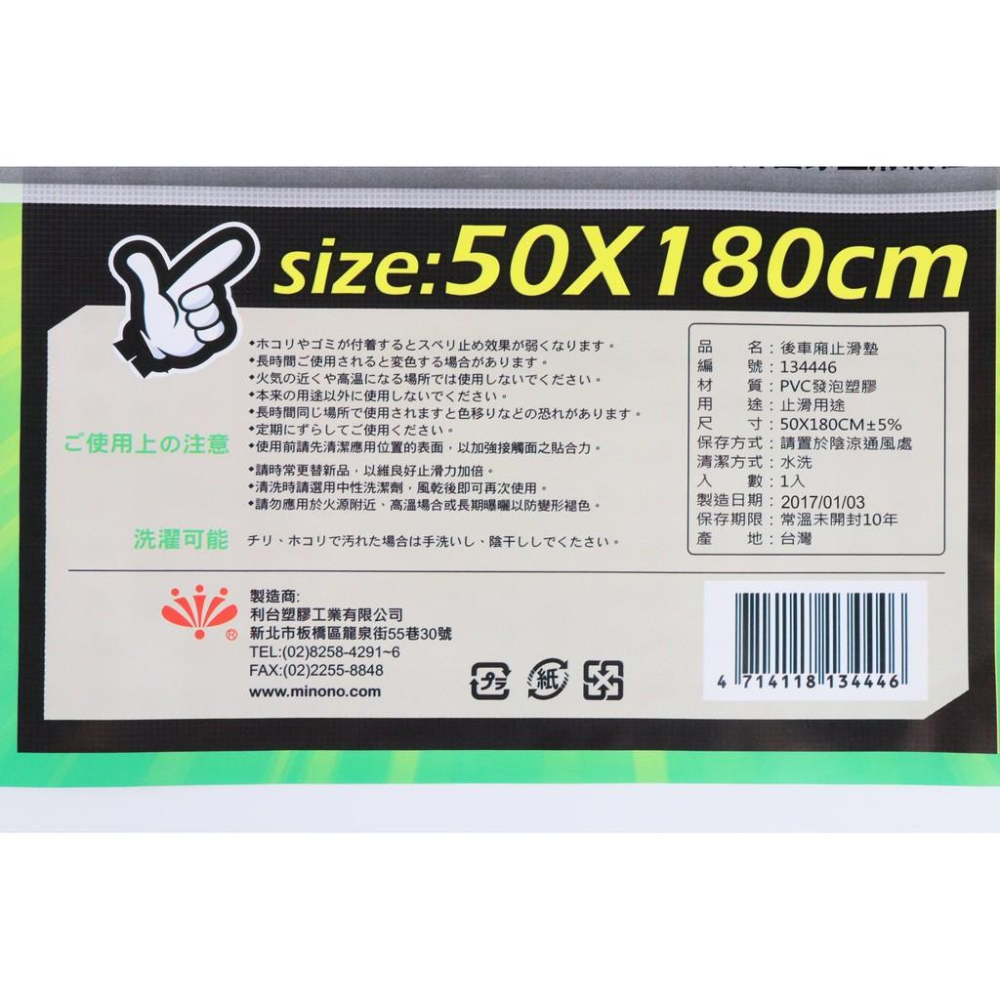 size:50X180cm
◆ホコリやゴミが付着するとスベリ止め効果が弱くなります。
◆長時間ご使用されると変色する場合があります。
◆火気の近くや高温になる場所では使用しないでください。
◆本来の用途以外に使用しないでください。
◆長時間同じ場所で使用されますと色移りなどの恐れがあります。
◆定期にずらしてご使用ください。
ご使用上の注意
◆使用前請先清潔應用位置的表面，以加強接觸面之貼合力。
◆請時常更替新品，以維良好止滑力加倍。
◆清洗時請選用中性洗潔劑，風乾後即可再次使用。
◆請勿應用於火源附近、高溫場合或長期曝曬以防變形褪色。
洗濯可能
チリ、ホコリで汚れた場合は手洗いし、陰干ししてください。
品名：後車廂止滑墊
編號：134446
材質：PVC發泡塑膠
用途：止滑用途
尺寸：50X180CM±5%
保存方式：請置於陰涼通風處
清潔方式：水洗
入數：1入
製造日期：2017/01/03
保存期限：常溫未開封10年
產地：台灣
製造商:
利台塑膠工業有限公司
新北市板橋區龍泉街55巷30號
TEL:(02)8258-4291~6
FAX:(02)2255-8848
www.minono.com
®
プラ
紙
4 714118 134446